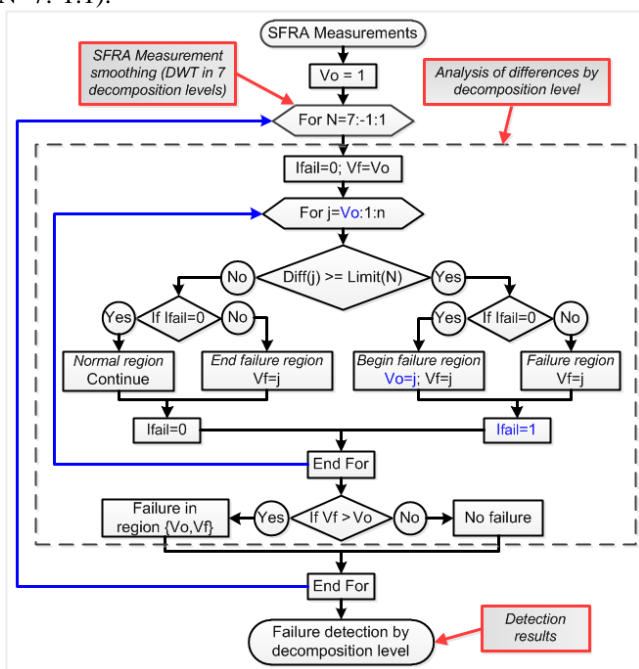 N=7:-1:1).
SFRA Measurements
SFRA Measurement
smoothing (DWT in 7
decomposition levels)
Vo = 1
Analysis of differences by
decomposition level
For N=7:-1:1
Ifail=0; Vf=Vo
For j=Vo:1:n
Diff(j) >= Limit(N)
No
Yes
Yes
If Ifail=0
No
Yes
If Ifail=0
No
Normal region
Continue
End failure region
Vf=j
Begin failure region
Vo=j; Vf=j
Failure region
Vf=j
Ifail=0
Ifail=1
End For
Failure in
region {Vo,Vf}
Yes
If Vf >Vo
No
No failure
End For
Failure detection by
decomposition level
Detection
results